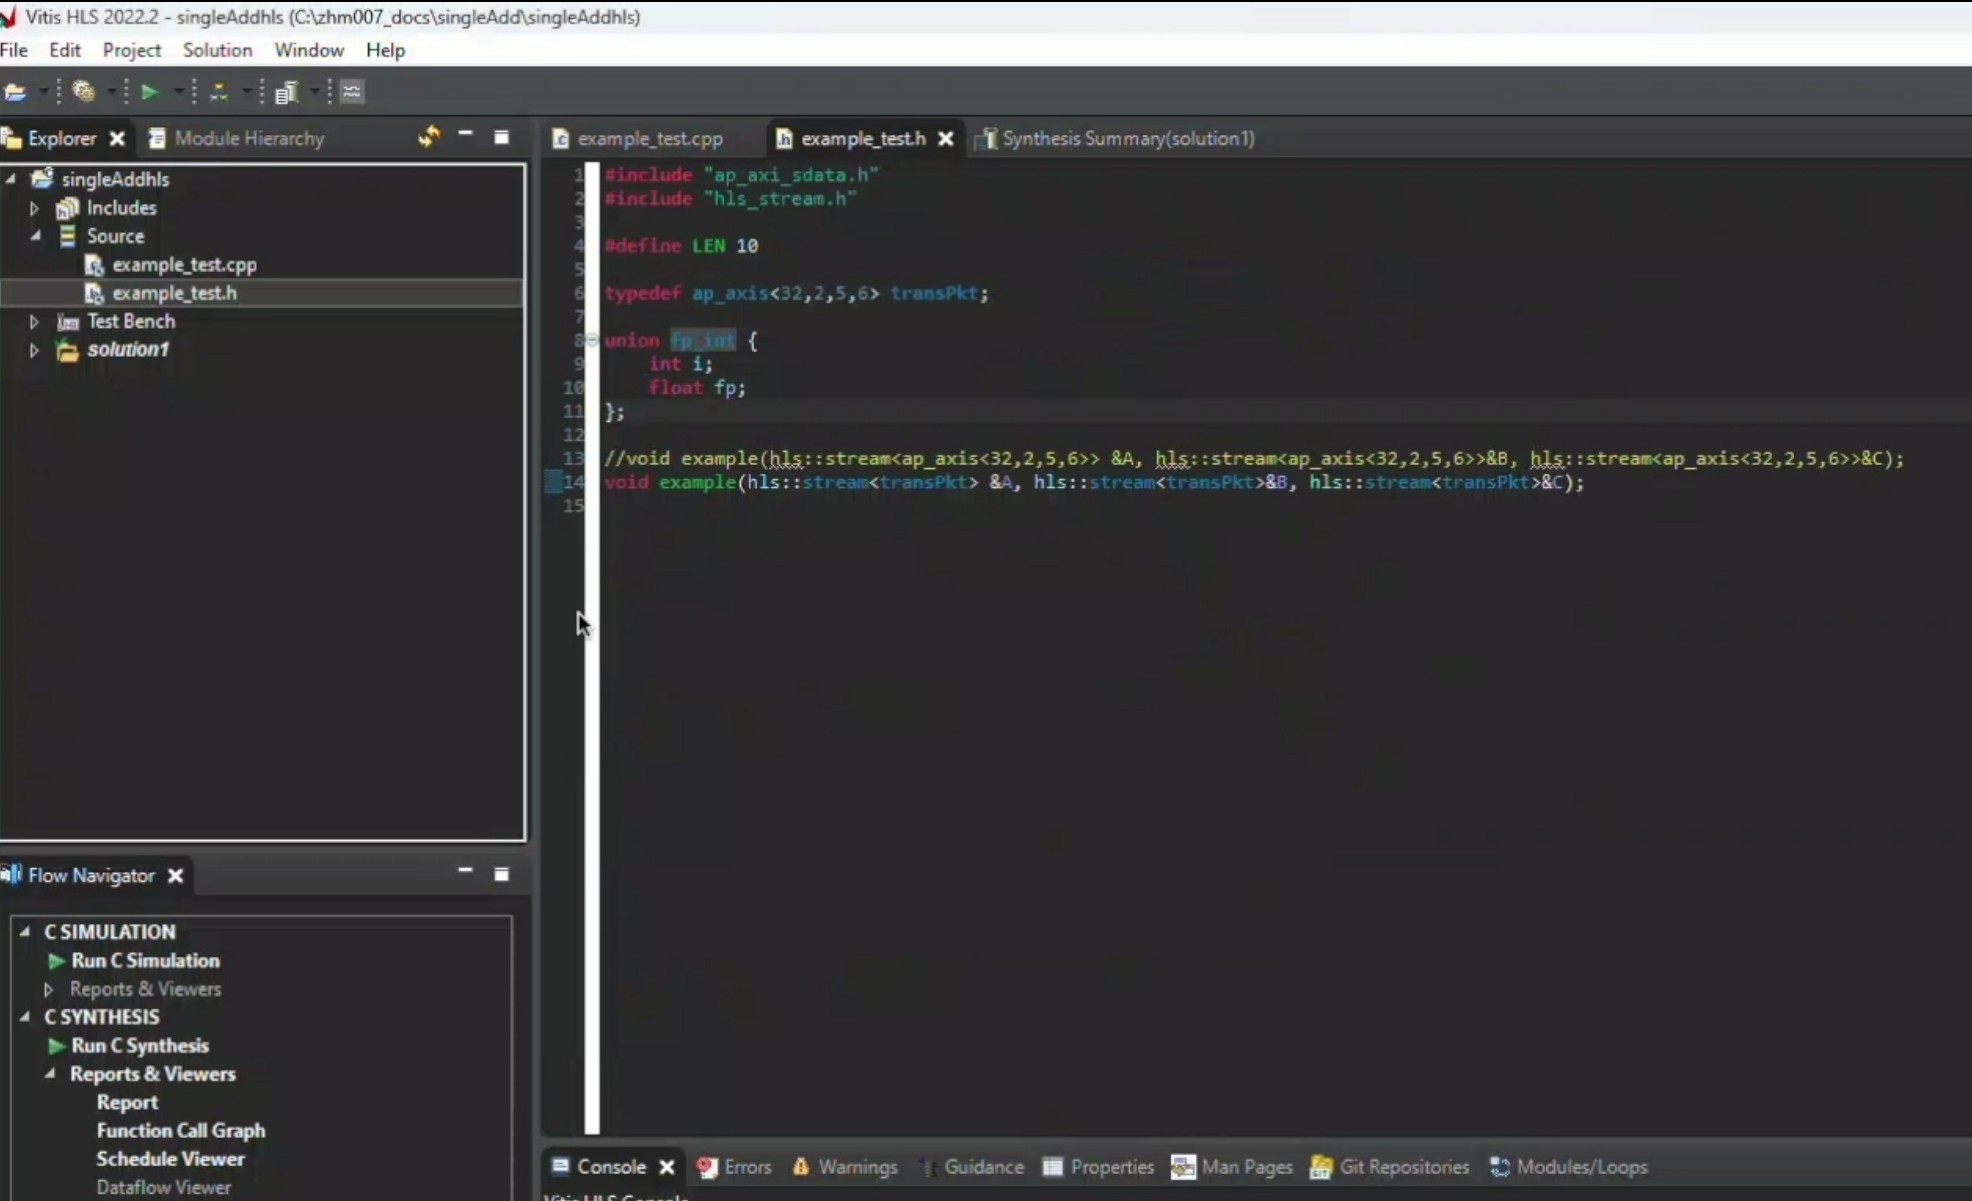 Vitis HLS 2022.2 - singleAddhls (C:\zhm007_docs\singleAdd\singleAddhls)
File Edit Project Solution Window Help
Explorer Module Hierarchy
singleAddhls
Includes
Source
example_test.cpp
example_test.h
Test Bench
solution1
example_test.cpp example_test.h Synthesis Summary(solution1)
1 #include "ap_axi_sdata.h"
2 #include "hls_stream.h"
3
4 #define LEN 10
5
6 typedef ap_axis<32,2,5,6> transPkt;
7
8 union fp_int {
9 int i;
10 float fp;
11 };
12
13 //void example(hls::stream<ap_axis<32,2,5,6>> &A, hls::stream<ap_axis<32,2,5,6>>&B, hls::stream<ap_axis<32,2,5,6>>&C);
14 void example(hls::stream<transPkt> &A, hls::stream<transPkt>&B, hls::stream<transPkt>&C);
15
Flow Navigator
C SIMULATION
Run C Simulation
Reports & Viewers
C SYNTHESIS
Run C Synthesis
Reports & Viewers
Report
Function Call Graph
Schedule Viewer
Dataflow Viewer
Console Errors Warnings Guidance Properties Man Pages Git Repositories Modules/Loops
Vitis HLS Console